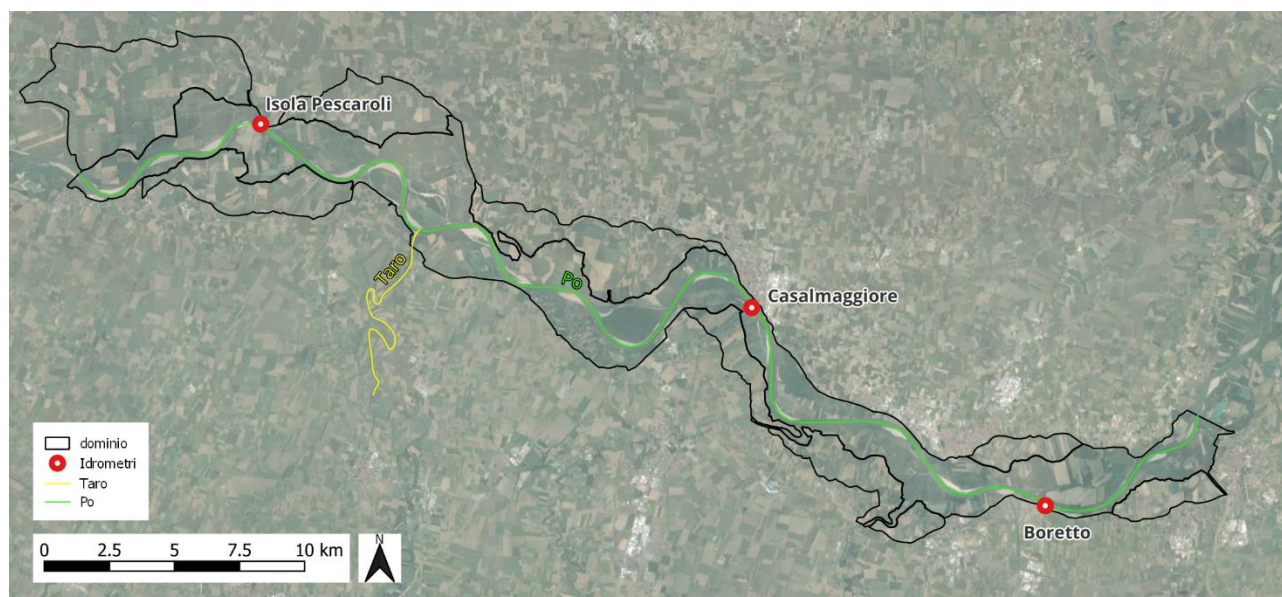 Isola Pescaroli
Taro
Po
Casalmaggiore
Boretto
dominio
Idrometri
Taro
Po
0 2.5 5 7.5 10 km
N